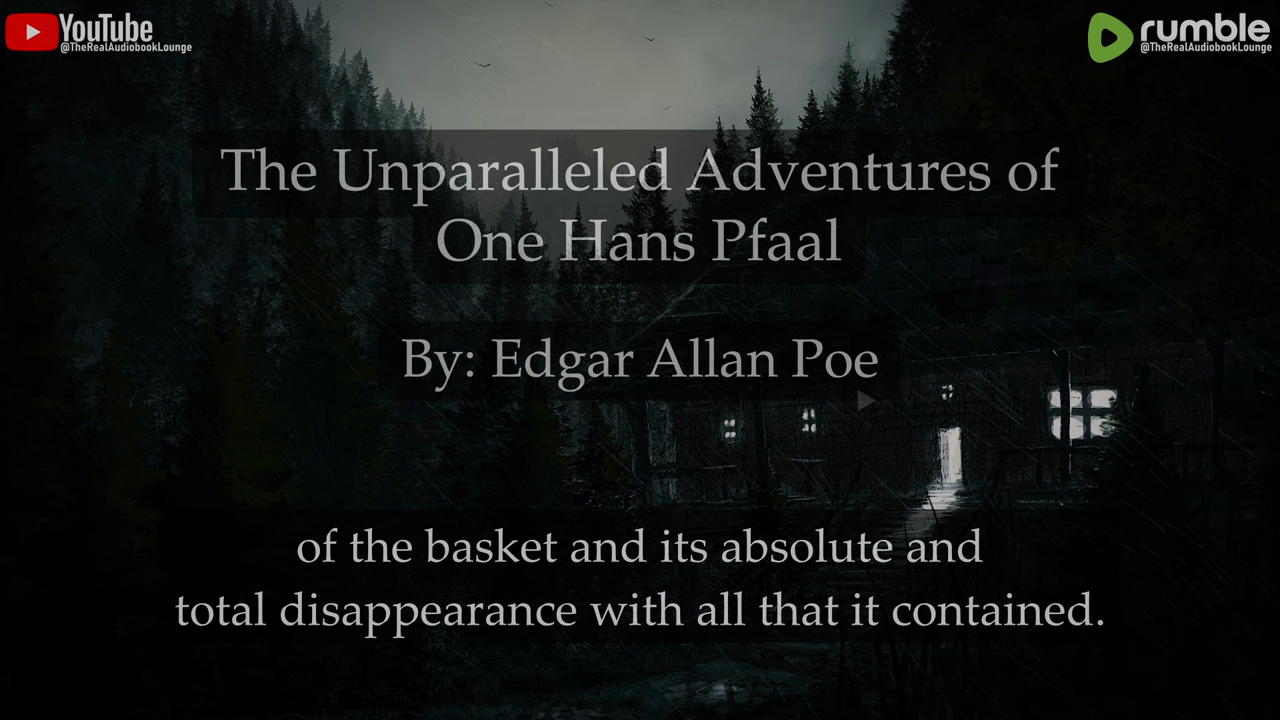 YouTube
@TheRealAudiobookLounge
rumble
@TheRealAudiobookLounge
The Unparalleled Adventures of
One Hans Pfaal
By: Edgar Allan Poe
of the basket and its absolute and
total disappearance with all that it contained.